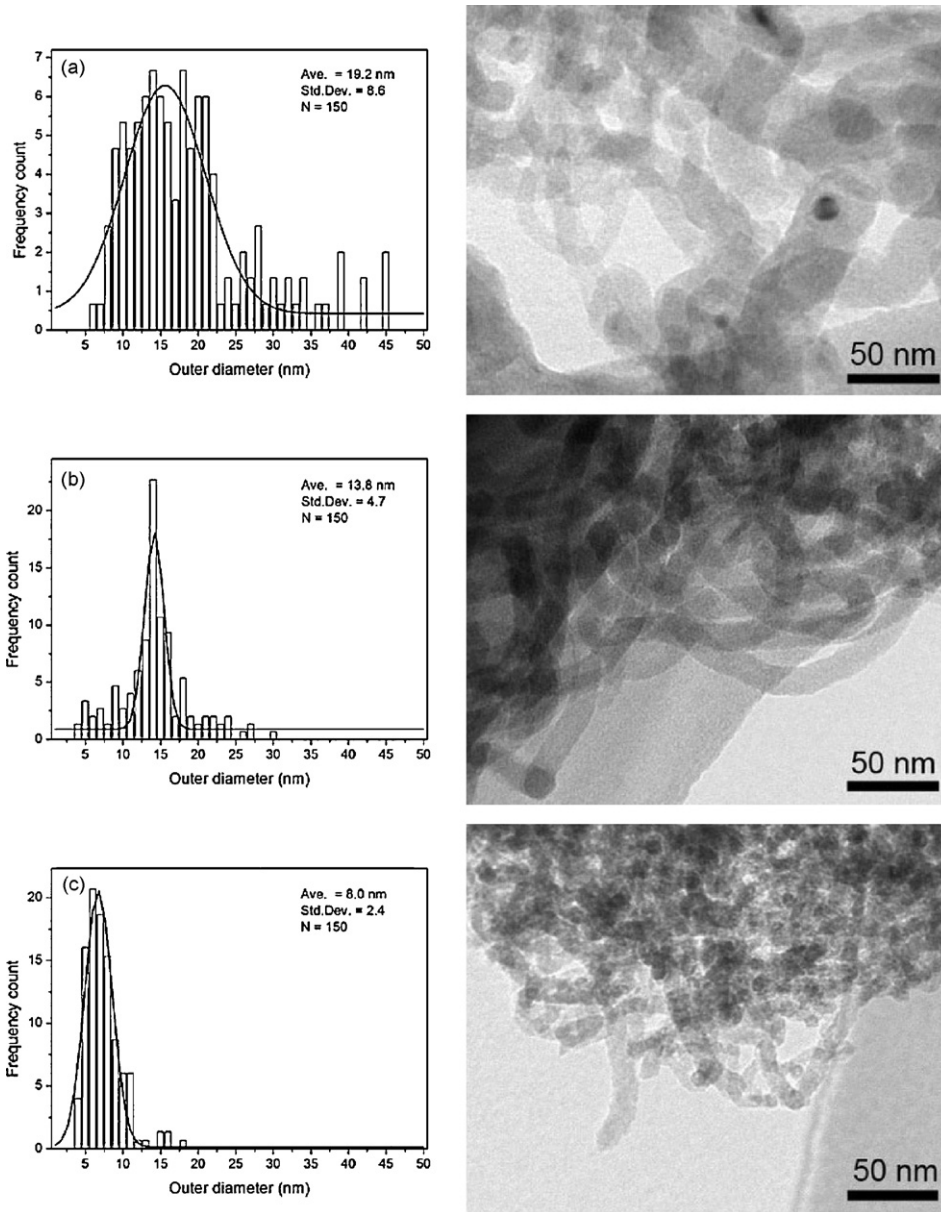 (a)
Ave. = 19.2 nm
Std.Dev. = 8.6
N = 150
Frequency count
7
6
5
4
3
2
1
0
5 10 15 20 25 30 35 40 45 50
Outer diameter (nm)
50 nm
(b)
Ave. = 13.8 nm
Std.Dev. = 4.7
N = 150
Frequency count
20
15
10
5
0
5 10 15 20 25 30 35 40 45 50
Outer diameter (nm)
50 nm
(c)
Ave. = 8.0 nm
Std.Dev. = 2.4
N = 150
Frequency count
20
15
10
5
0
5 10 15 20 25 30 35 40 45 50
Outer diameter (nm)
50 nm